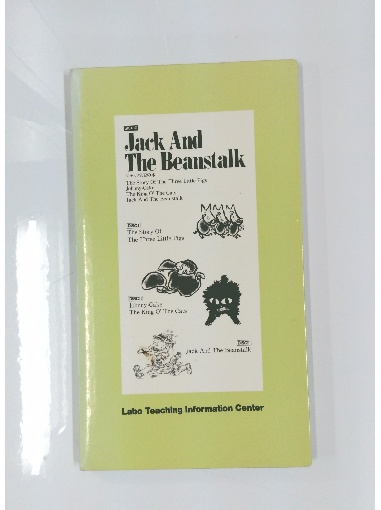 Jack And
The Beanstalk
The Story Of The Three Little Pigs
Johnny Cake
The King O' The Cats
Jack And The Beanstalk
The Story Of
The Three Little Pigs
Johnny Cake
The King O' The Cats
Jack And The Beanstalk
Labo Teaching Information Center